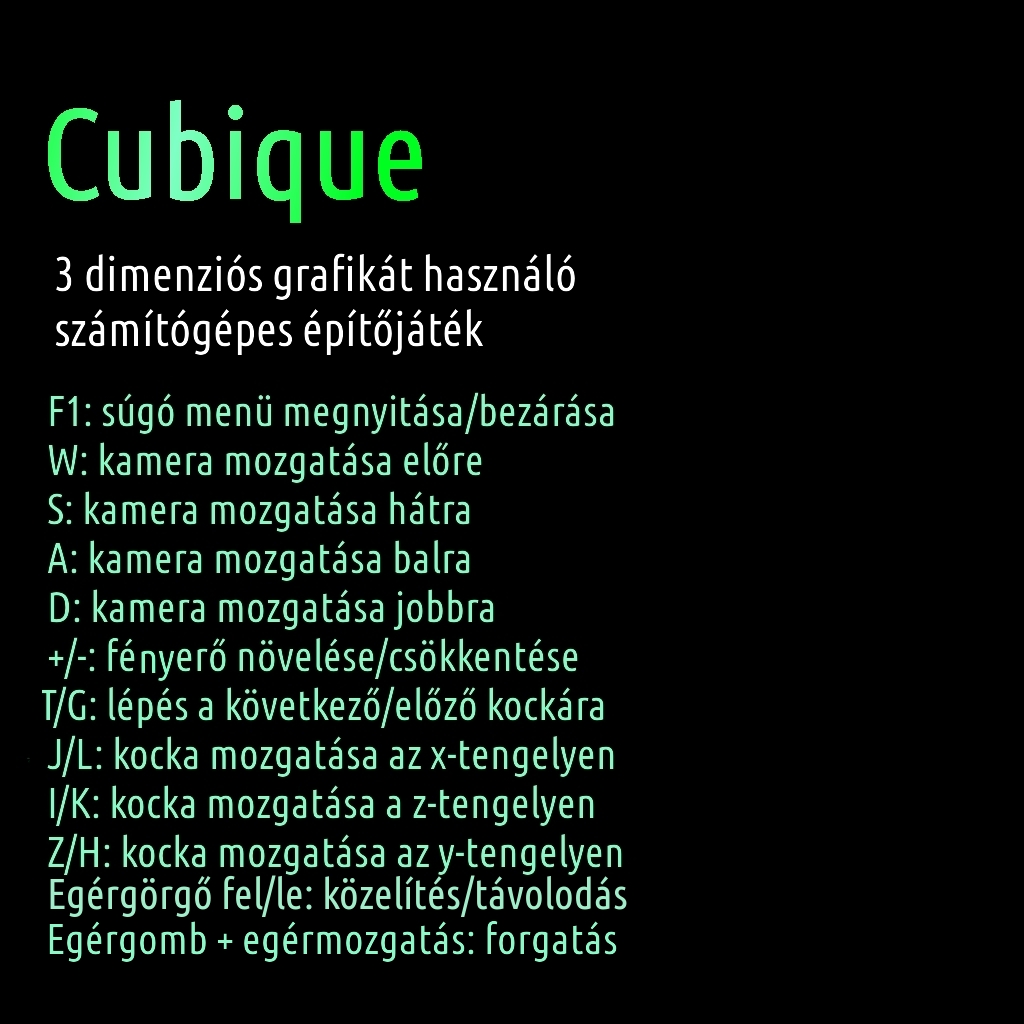 Cubique
3 dimenziós grafikát használó
számítógépes építőjáték
F1: súgó menü megnyitása/bezárása
W: kamera mozgatása előre
S: kamera mozgatása hátra
A: kamera mozgatása balra
D: kamera mozgatása jobbra
+/-: fényerő növelése/csökkentése
T/G: lépés a következő/előző kockára
J/L: kocka mozgatása az x-tengelyen
I/K: kocka mozgatása a z-tengelyen
Z/H: kocka mozgatása az y-tengelyen
Egérgörgő fel/le: közelítés/távolodás
Egérgomb + egérmozgatás: forgatás